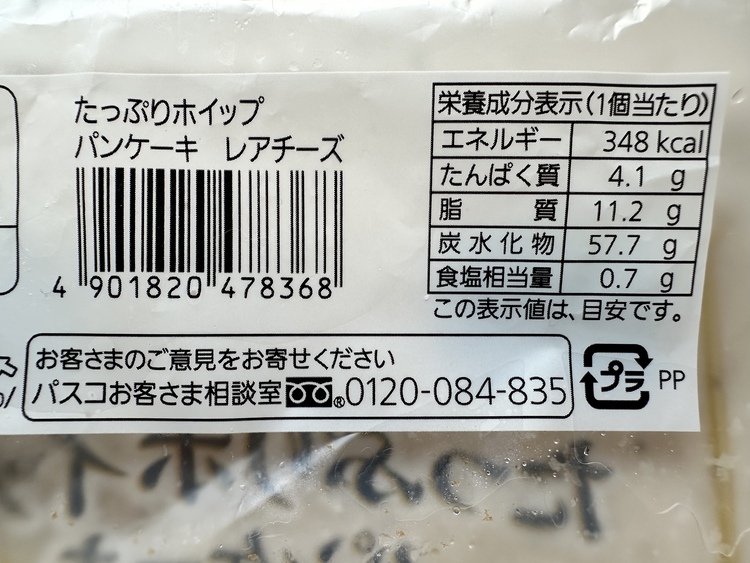 たっぷりホイップ
パンケーキ レアチーズ
4 901820 478368
栄養成分表示(1個当たり)
エネルギー 348 kcal
たんぱく質 4.1 g
脂質 11.2 g
炭水化物 57.7 g
食塩相当量 0.7 g
この表示値は、目安です。
お客さまのご意見をお寄せください
パスコお客さま相談室 ®0120-084-835
プラ PP